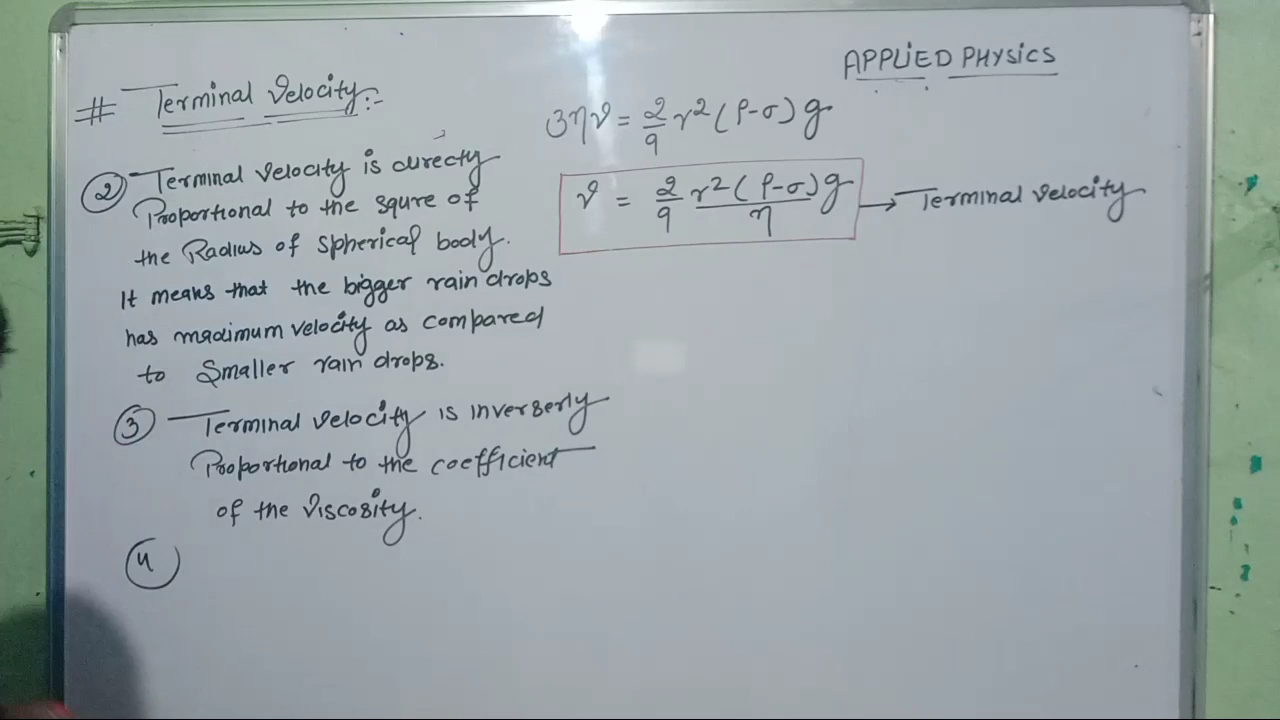 APPLIED PHYSICS
# Terminal Velocity:-
② Terminal Velocity is directy
Proportional to the squre of
the Radius of spherical body.
It means that the bigger rain drops
has maximum velocity as compared
to Smaller rain drops.
③ Terminal Velocity is inverserly
Proportional to the coefficient
of the Viscosity.
④
3ηv = 2/9 r² (ρ-σ) g
v = 2/9 r² (ρ-σ) g / η → Terminal Velocity